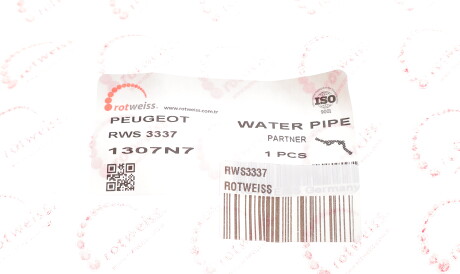 rotweiss
www.rotweiss.com.tr
ISO
PEUGEOT
RWS 3337
1307N7
WATER PIPE
PARTNER
1 PCS
RWS3337
ROTWEISS
Germany